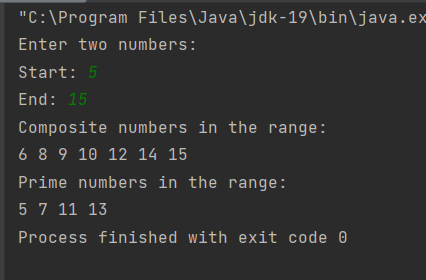 "C:\Program Files\Java\jdk-19\bin\java.ex
Enter two numbers:
Start: 5
End: 15
Composite numbers in the range:
6 8 9 10 12 14 15
Prime numbers in the range:
5 7 11 13
Process finished with exit code 0